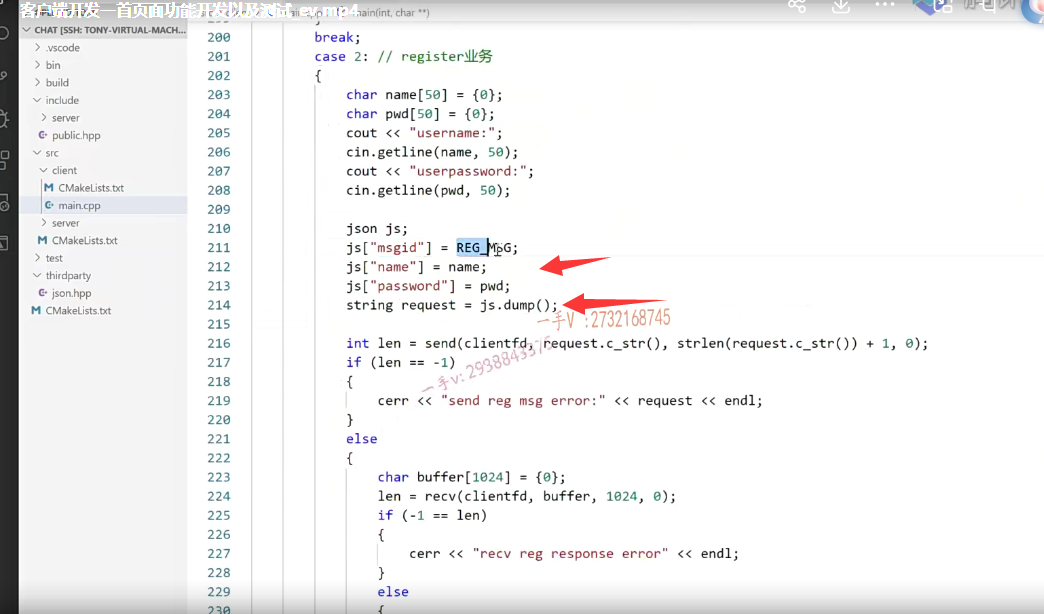 客户端开发－首页面功能开发以及测试.ev.mp4
main(int, char **)
CHAT [SSH: TONY-VIRTUAL-MACH...
.vscode
bin
build
include
server
public.hpp
src
client
CMakeLists.txt
main.cpp
server
CMakeLists.txt
test
thirdparty
json.hpp
CMakeLists.txt
200 break;
201 case 2: // register业务
202 {
203 char name[50] = {0};
204 char pwd[50] = {0};
205 cout << "username:";
206 cin.getline(name, 50);
207 cout << "userpassword:";
208 cin.getline(pwd, 50);
209
210 json js;
211 js["msgid"] = REG_MSG;
212 js["name"] = name;
213 js["password"] = pwd;
214 string request = js.dump();
一手V :2732168745
215
216 int len = send(clientfd, request.c_str(), strlen(request.c_str()) + 1, 0);
217 if (len == -1)
一手v: 2938843375
218 {
219 cerr << "send reg msg error:" << request << endl;
220 }
221 else
222 {
223 char buffer[1024] = {0};
224 len = recv(clientfd, buffer, 1024, 0);
225 if (-1 == len)
226 {
227 cerr << "recv reg response error" << endl;
228 }
229 else
230 {